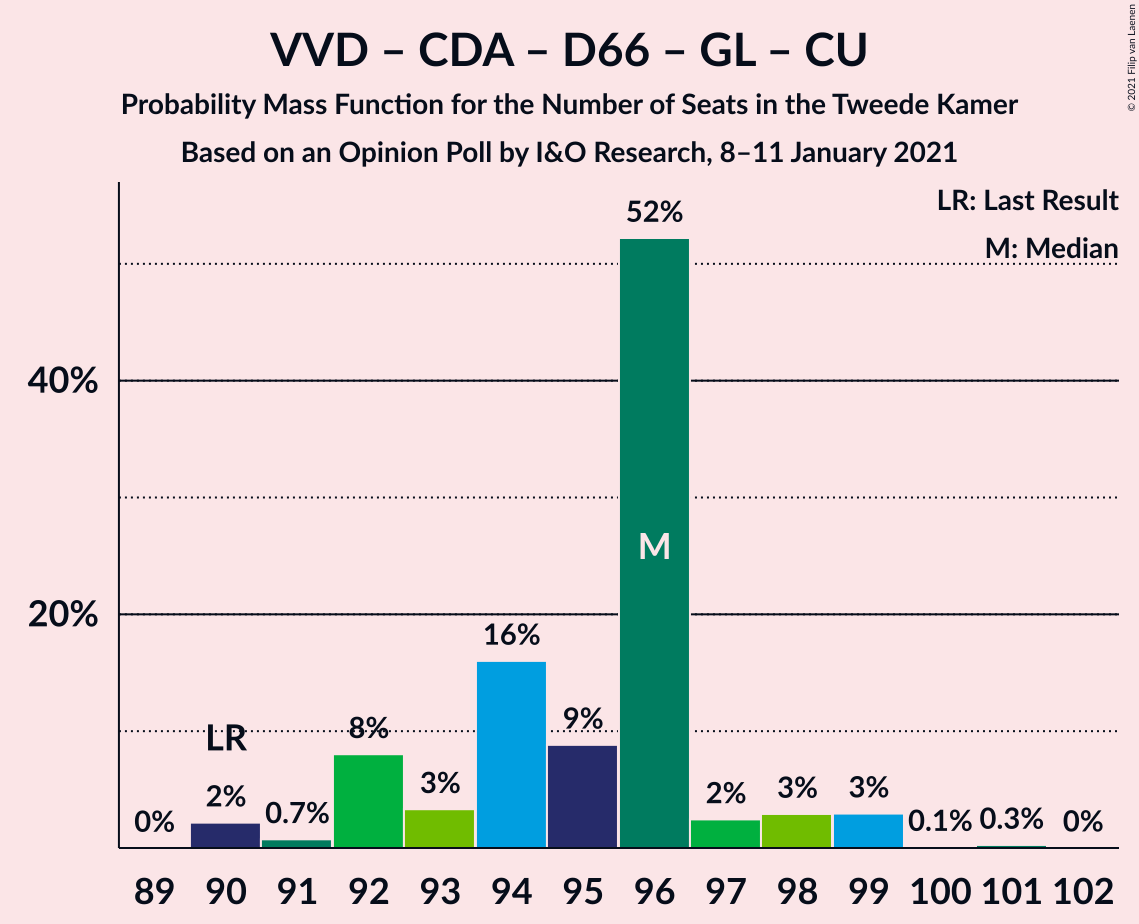 VVD – CDA – D66 – GL – CU
Probability Mass Function for the Number of Seats in the Tweede Kamer
Based on an Opinion Poll by I&O Research, 8–11 January 2021
© 2021 Filip van Laenen
LR: Last Result
M: Median
52%
40%
M
20%
16%
LR
8%
9%
0%
2%
0.7%
3%
2%
3%
3%
0.1%
0.3%
0%
89 90 91 92 93 94 95 96 97 98 99 100 101 102